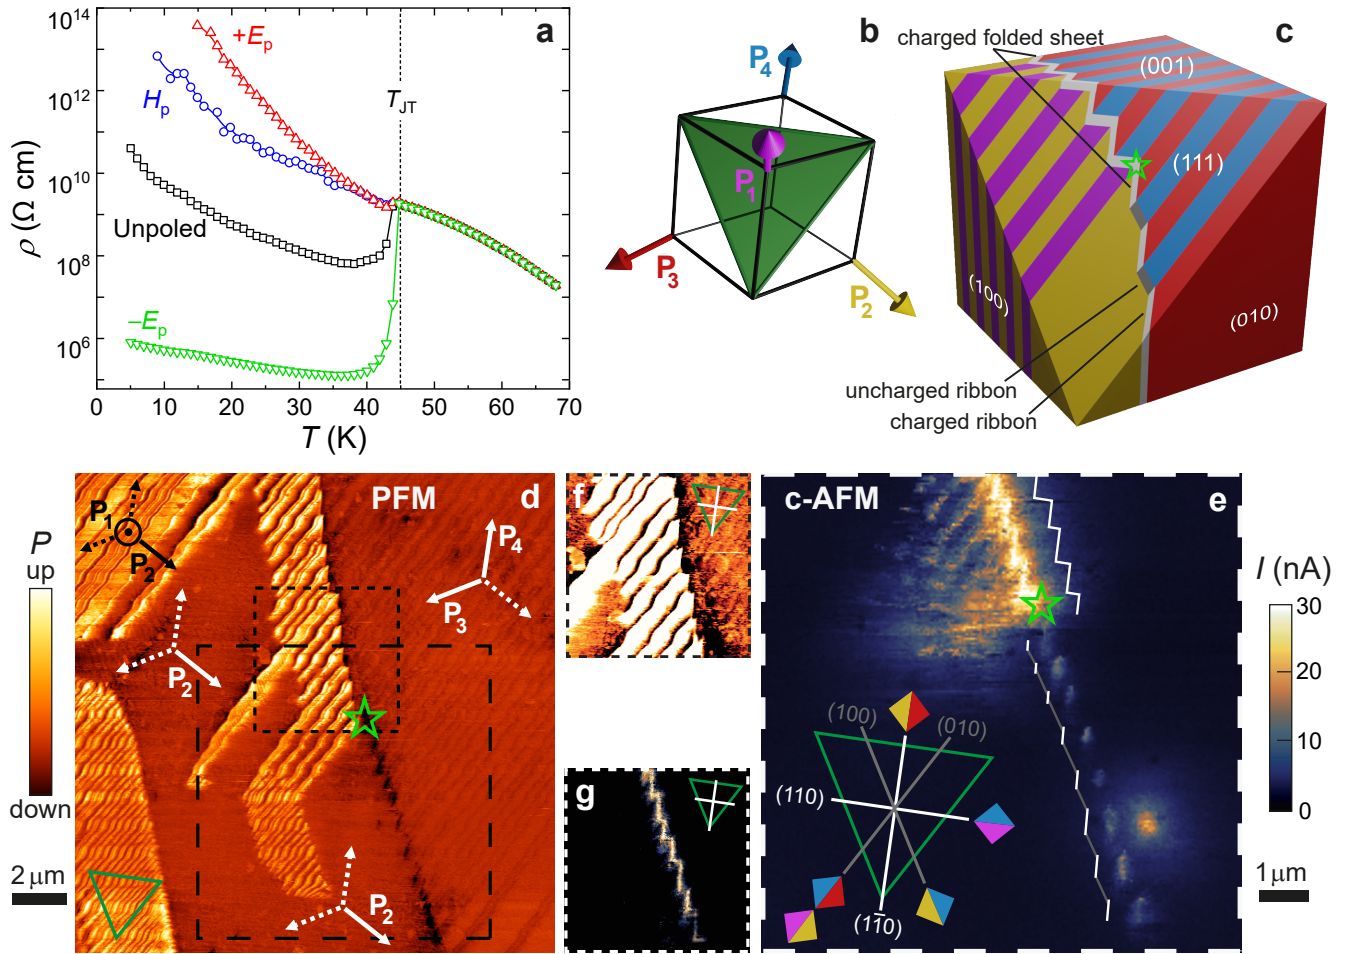 a
ρ (Ω cm)
10^14
10^12
10^10
10^8
10^6
+E_p
H_p
T_JT
Unpoled
–E_p
0 10 20 30 40 50 60 70
T (K)
b
P_4
P_1
P_3
P_2
c
charged folded sheet
(001)
(111)
(100)
(010)
uncharged ribbon
charged ribbon
PFM d
P
up
down
2 μm
P_1
P_2
P_4
P_3
P_2
P_2
f
g
c-AFM e
(100)
(010)
(110)
(11̅0)
I (nA)
30
20
10
0
1μm